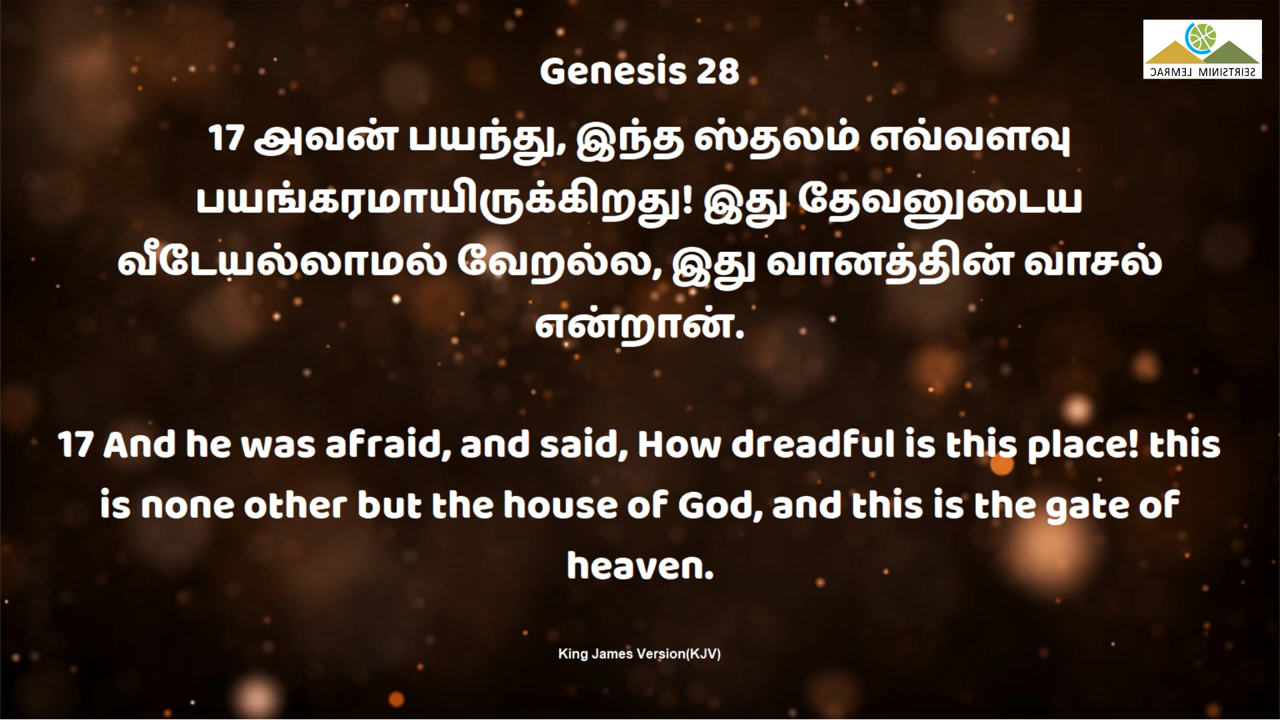 CARMEL MINISTRIES
Genesis 28
17 அவன் பயந்து, இந்த ஸ்தலம் எவ்வளவு
பயங்கரமாயிருக்கிறது! இது தேவனுடைய
வீடேயல்லாமல் வேறல்ல, இது வானத்தின் வாசல்
என்றான்.
17 And he was afraid, and said, How dreadful is this place! this
is none other but the house of God, and this is the gate of
heaven.
King James Version(KJV)